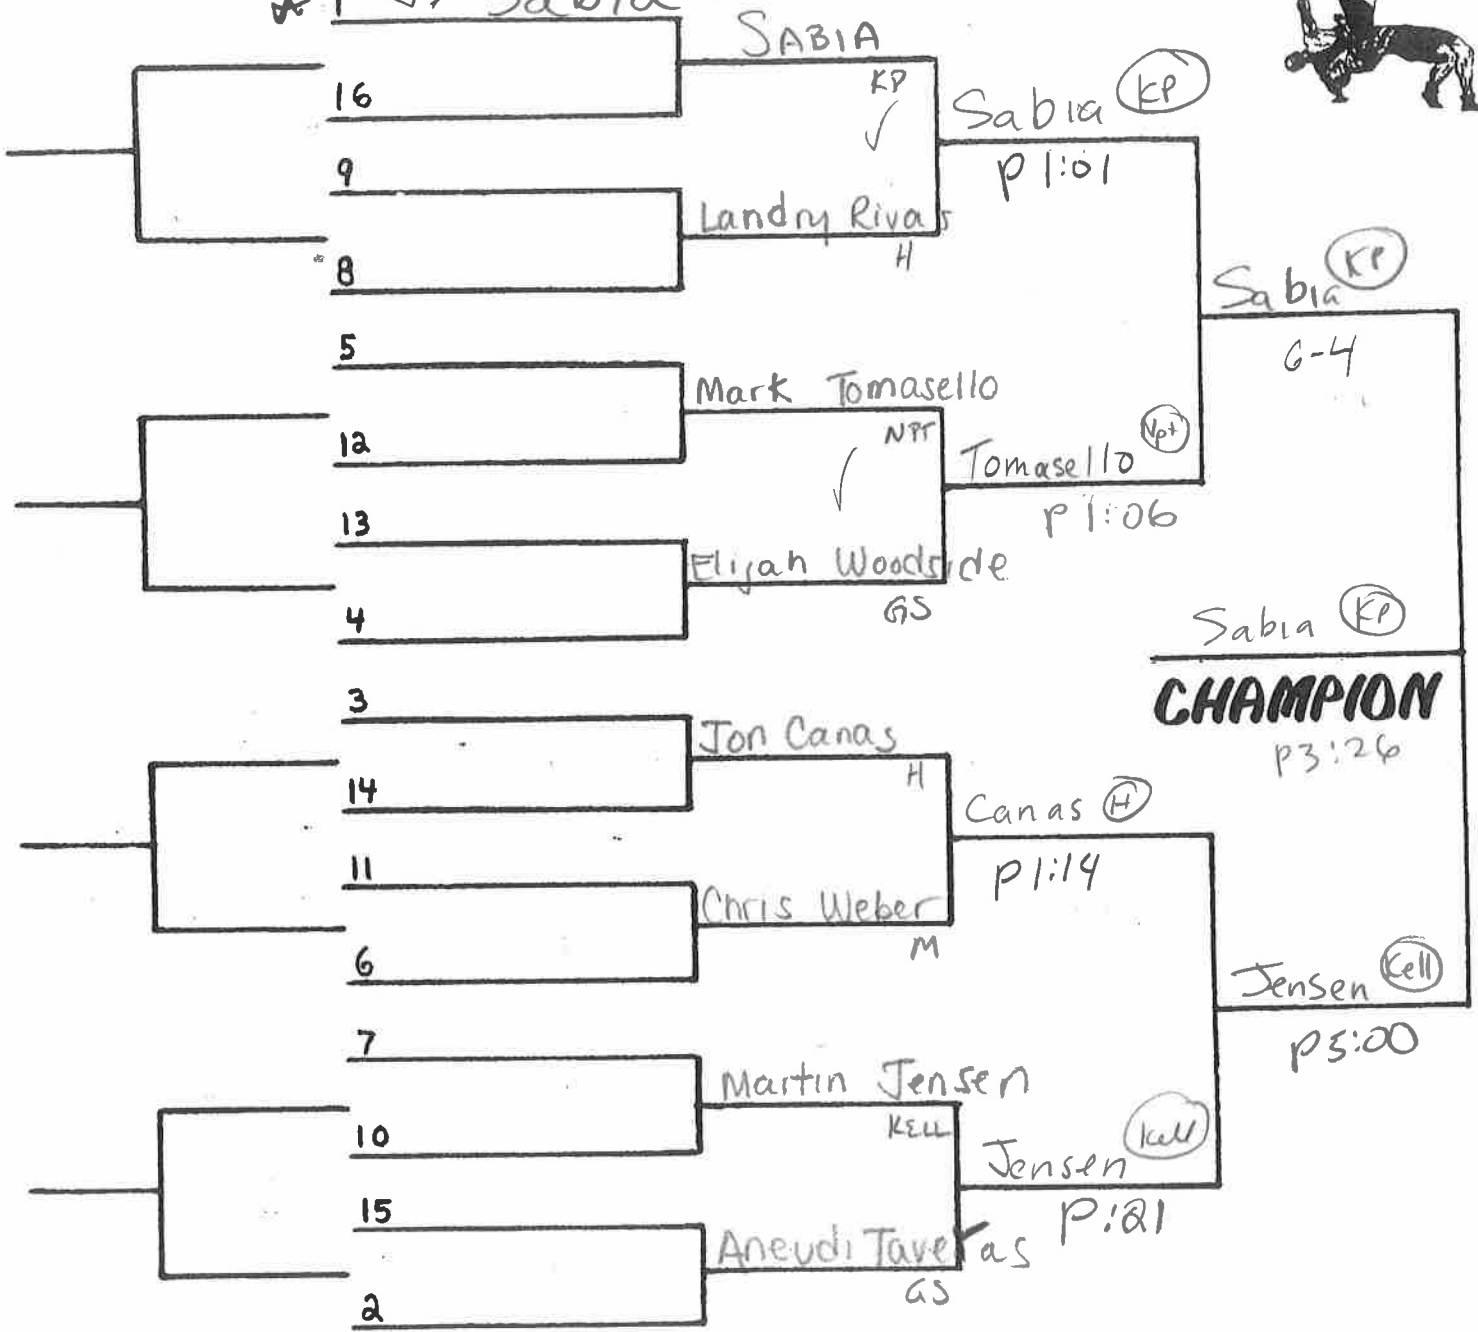 1 Sabia
SABIA
KP
16
Sabia KP
p 1:01
9
Landry Rivas
H
8
Sabia KP
6-4
5
Mark Tomasello
NPT
12
Tomasello Npt
p 1:06
13
Elijah Woodside
GS
4
Sabia KP
CHAMPION
p3:26
3
Jon Canas
H
14
Canas H
p1:14
11
Chris Weber
M
6
Jensen Kell
p5:00
7
Martin Jensen
KELL
10
Jensen Kell
p:21
15
Aneudi Taveras
GS
2